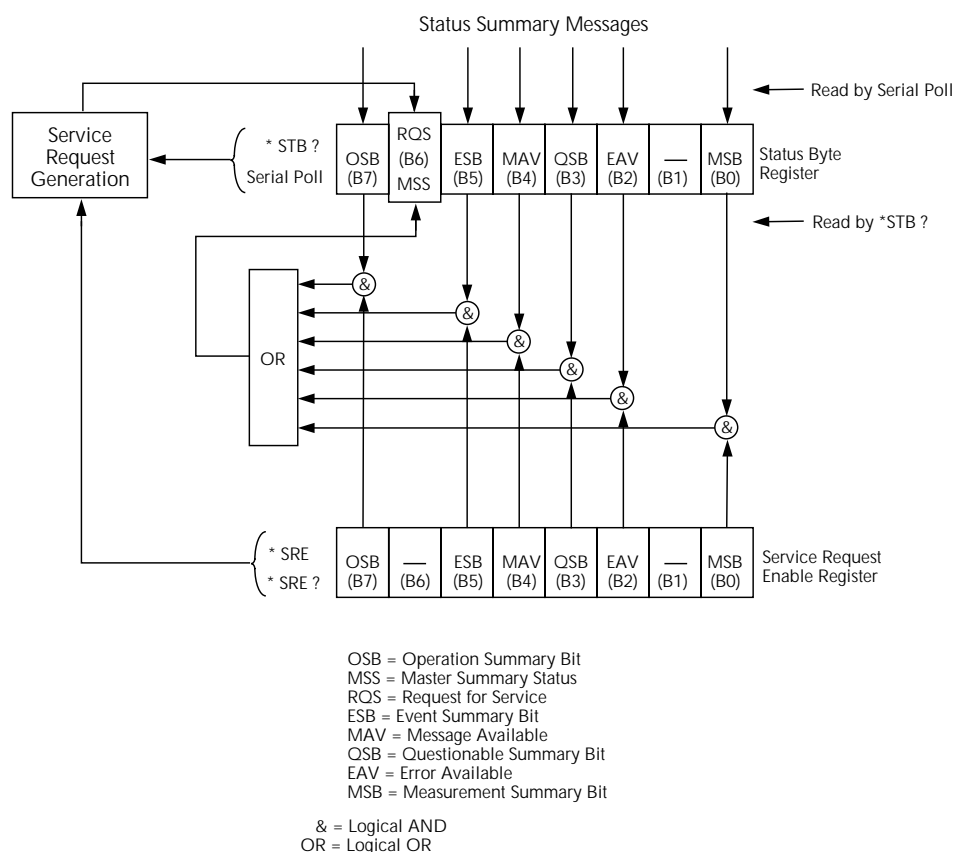 Status Summary Messages
Read by Serial Poll
Service
Request
Generation
* STB ?
Serial Poll
OSB
(B7)
RQS
(B6)
MSS
ESB
(B5)
MAV
(B4)
QSB
(B3)
EAV
(B2)
—
(B1)
MSB
(B0)
Status Byte
Register
Read by *STB ?
OR
&
&
&
&
&
&
* SRE
* SRE ?
OSB
(B7)
—
(B6)
ESB
(B5)
MAV
(B4)
QSB
(B3)
EAV
(B2)
—
(B1)
MSB
(B0)
Service Request
Enable Register
OSB = Operation Summary Bit
MSS = Master Summary Status
RQS = Request for Service
ESB = Event Summary Bit
MAV = Message Available
QSB = Questionable Summary Bit
EAV = Error Available
MSB = Measurement Summary Bit
& = Logical AND
OR = Logical OR